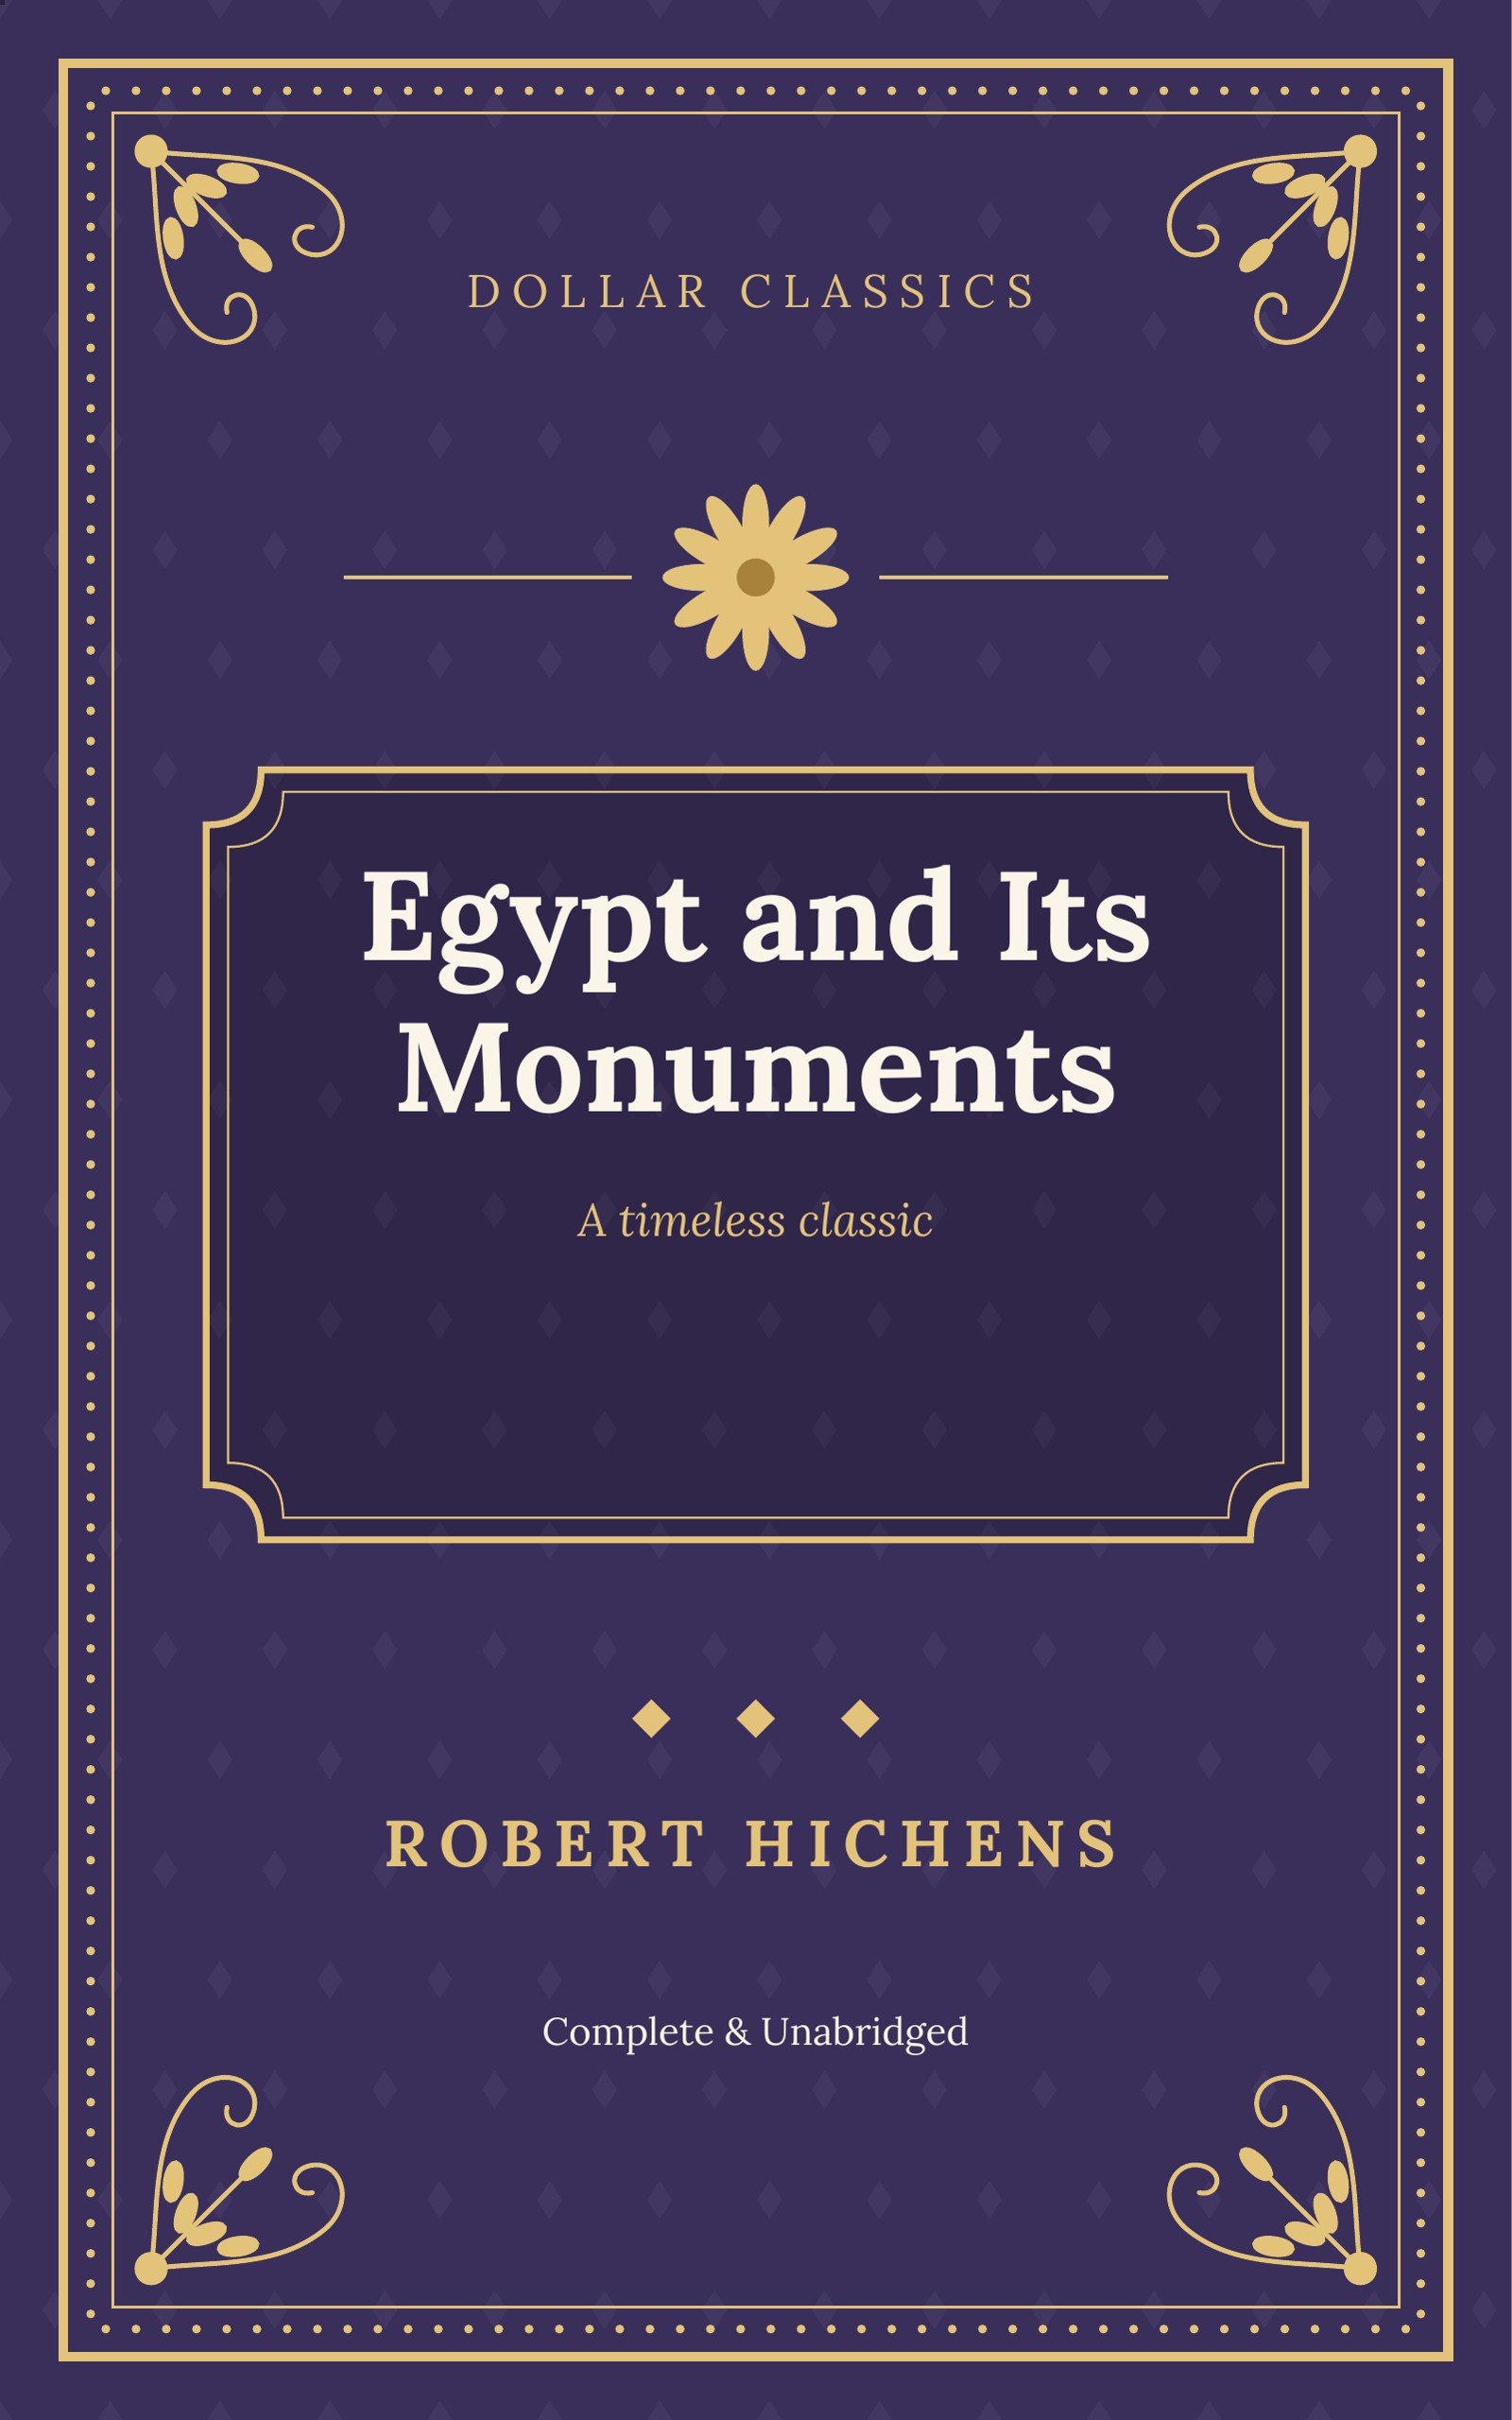 DOLLAR CLASSICS
Egypt and Its
Monuments
A timeless classic
ROBERT HICHENS
Complete & Unabridged